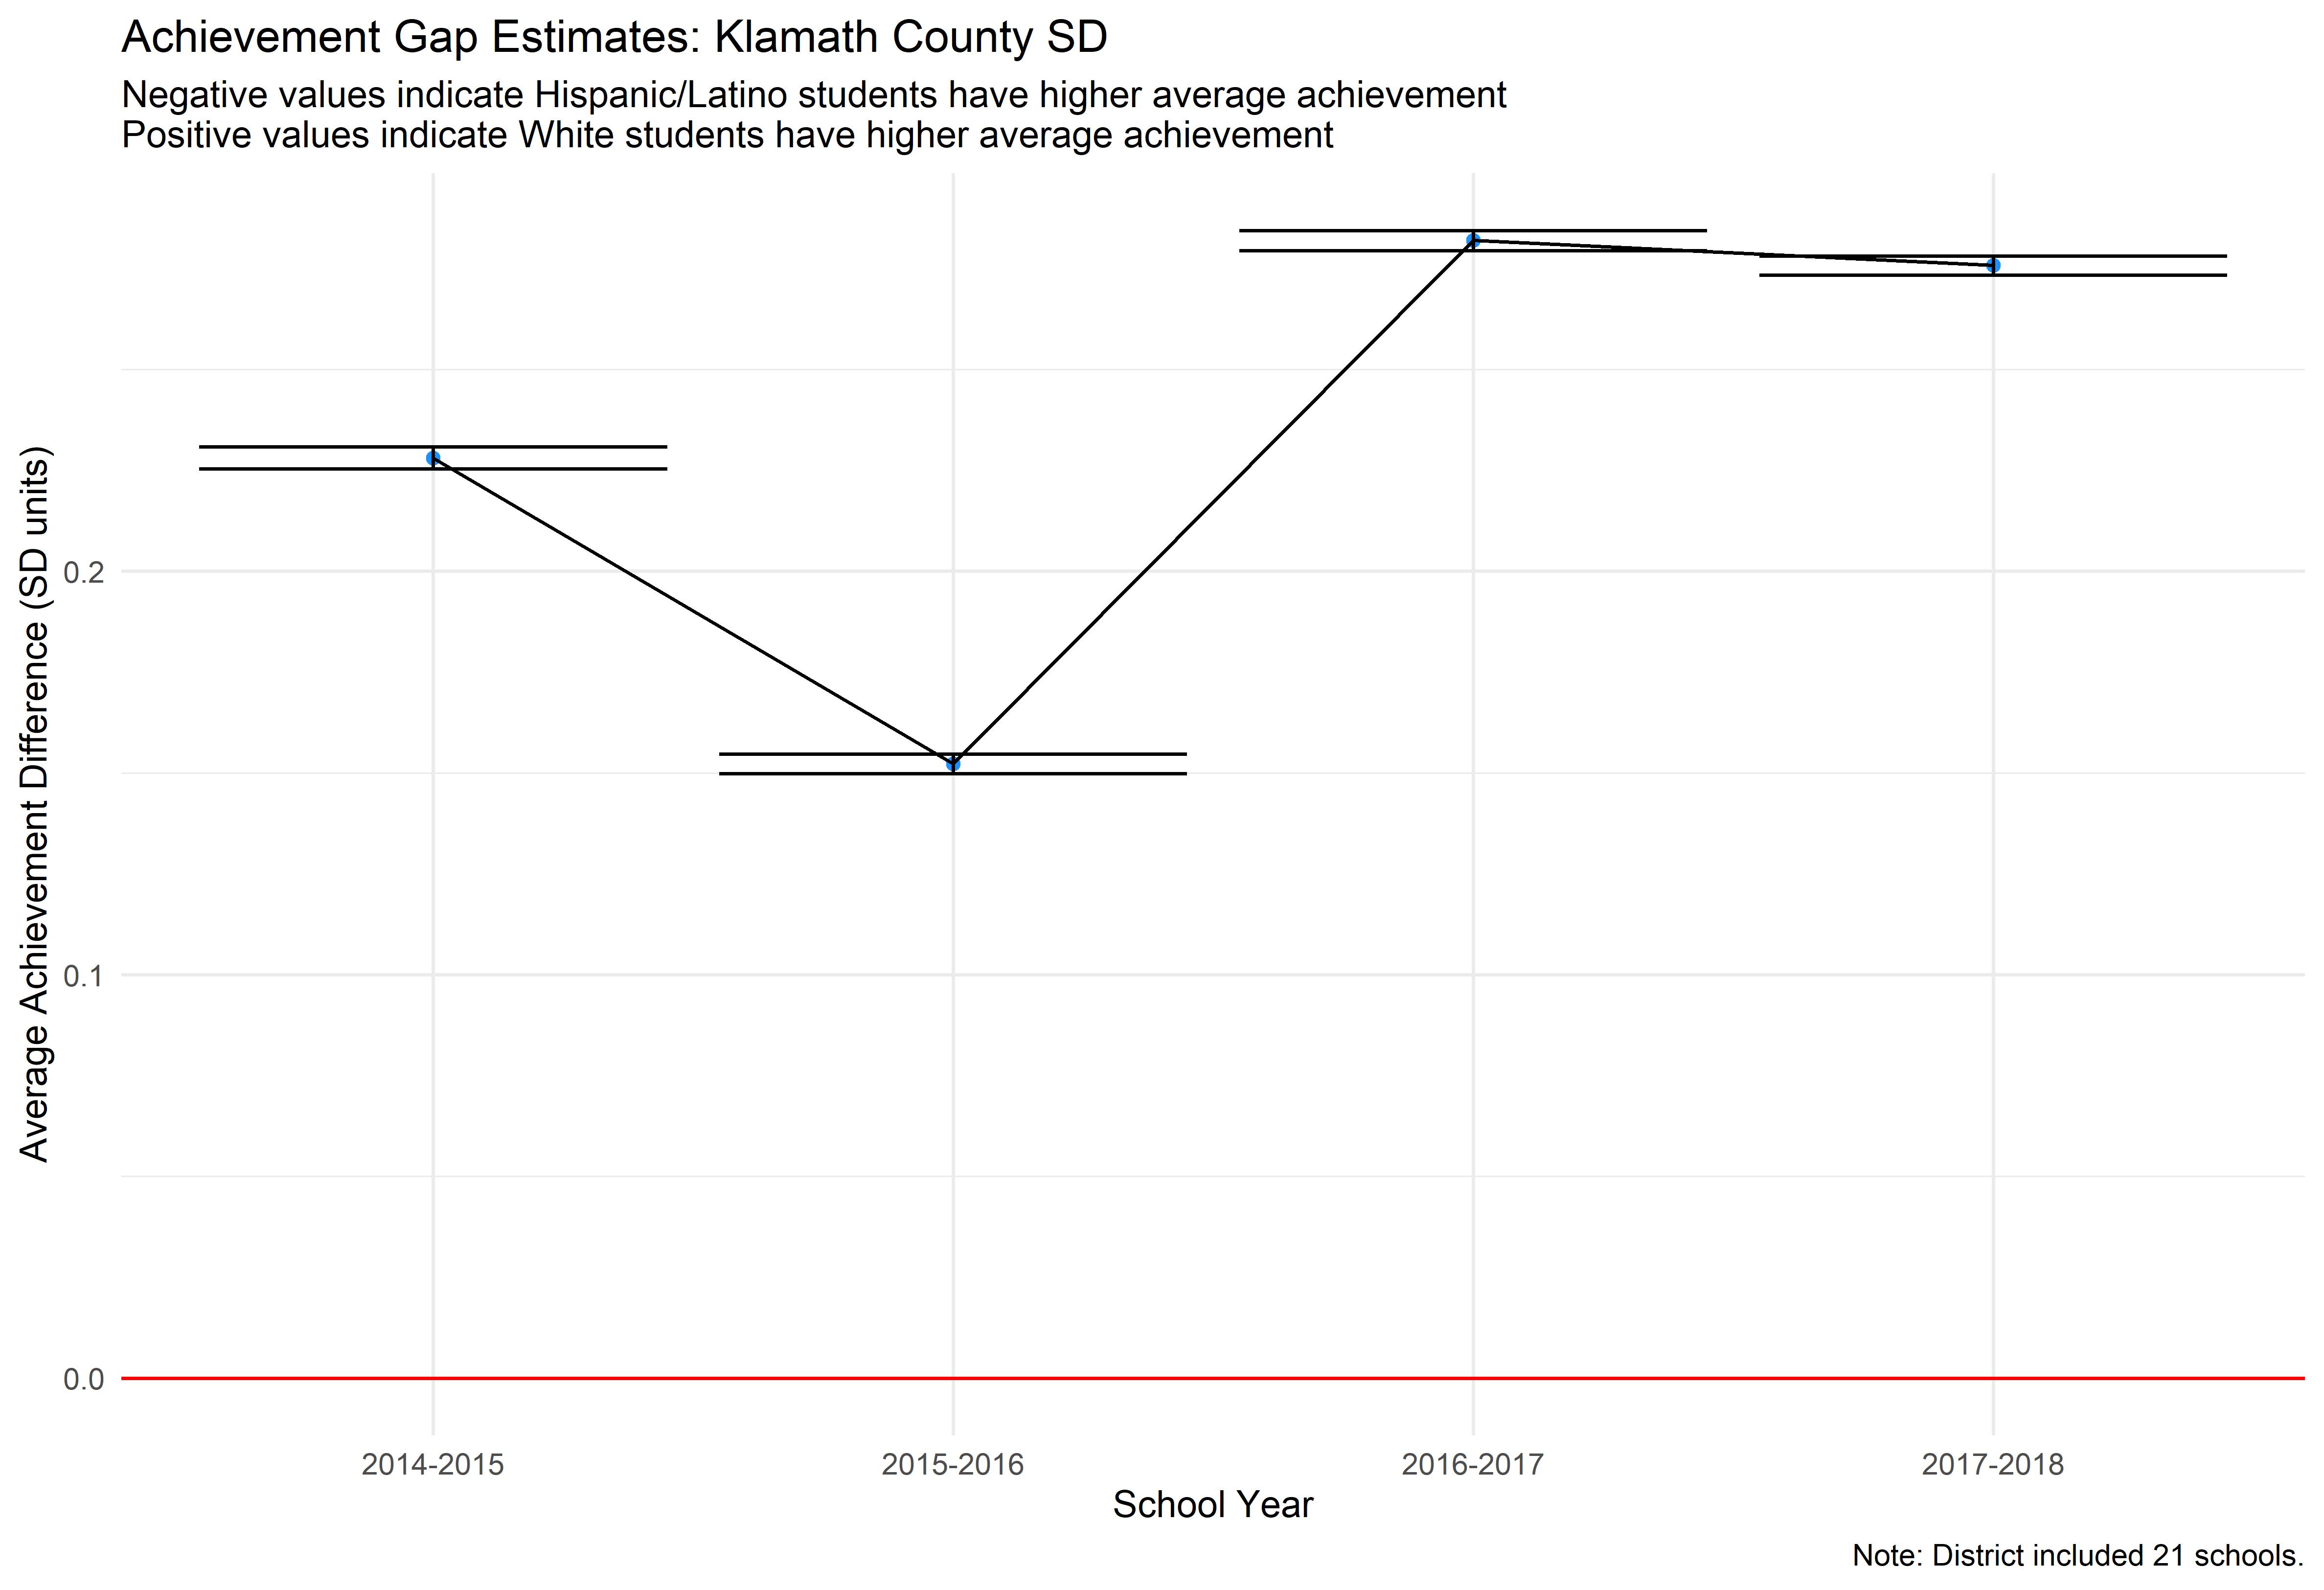 Achievement Gap Estimates: Klamath County SD
Negative values indicate Hispanic/Latino students have higher average achievement
Positive values indicate White students have higher average achievement
Average Achievement Difference (SD units)
0.2
0.1
0.0
2014-2015
2015-2016
2016-2017
2017-2018
School Year
Note: District included 21 schools.